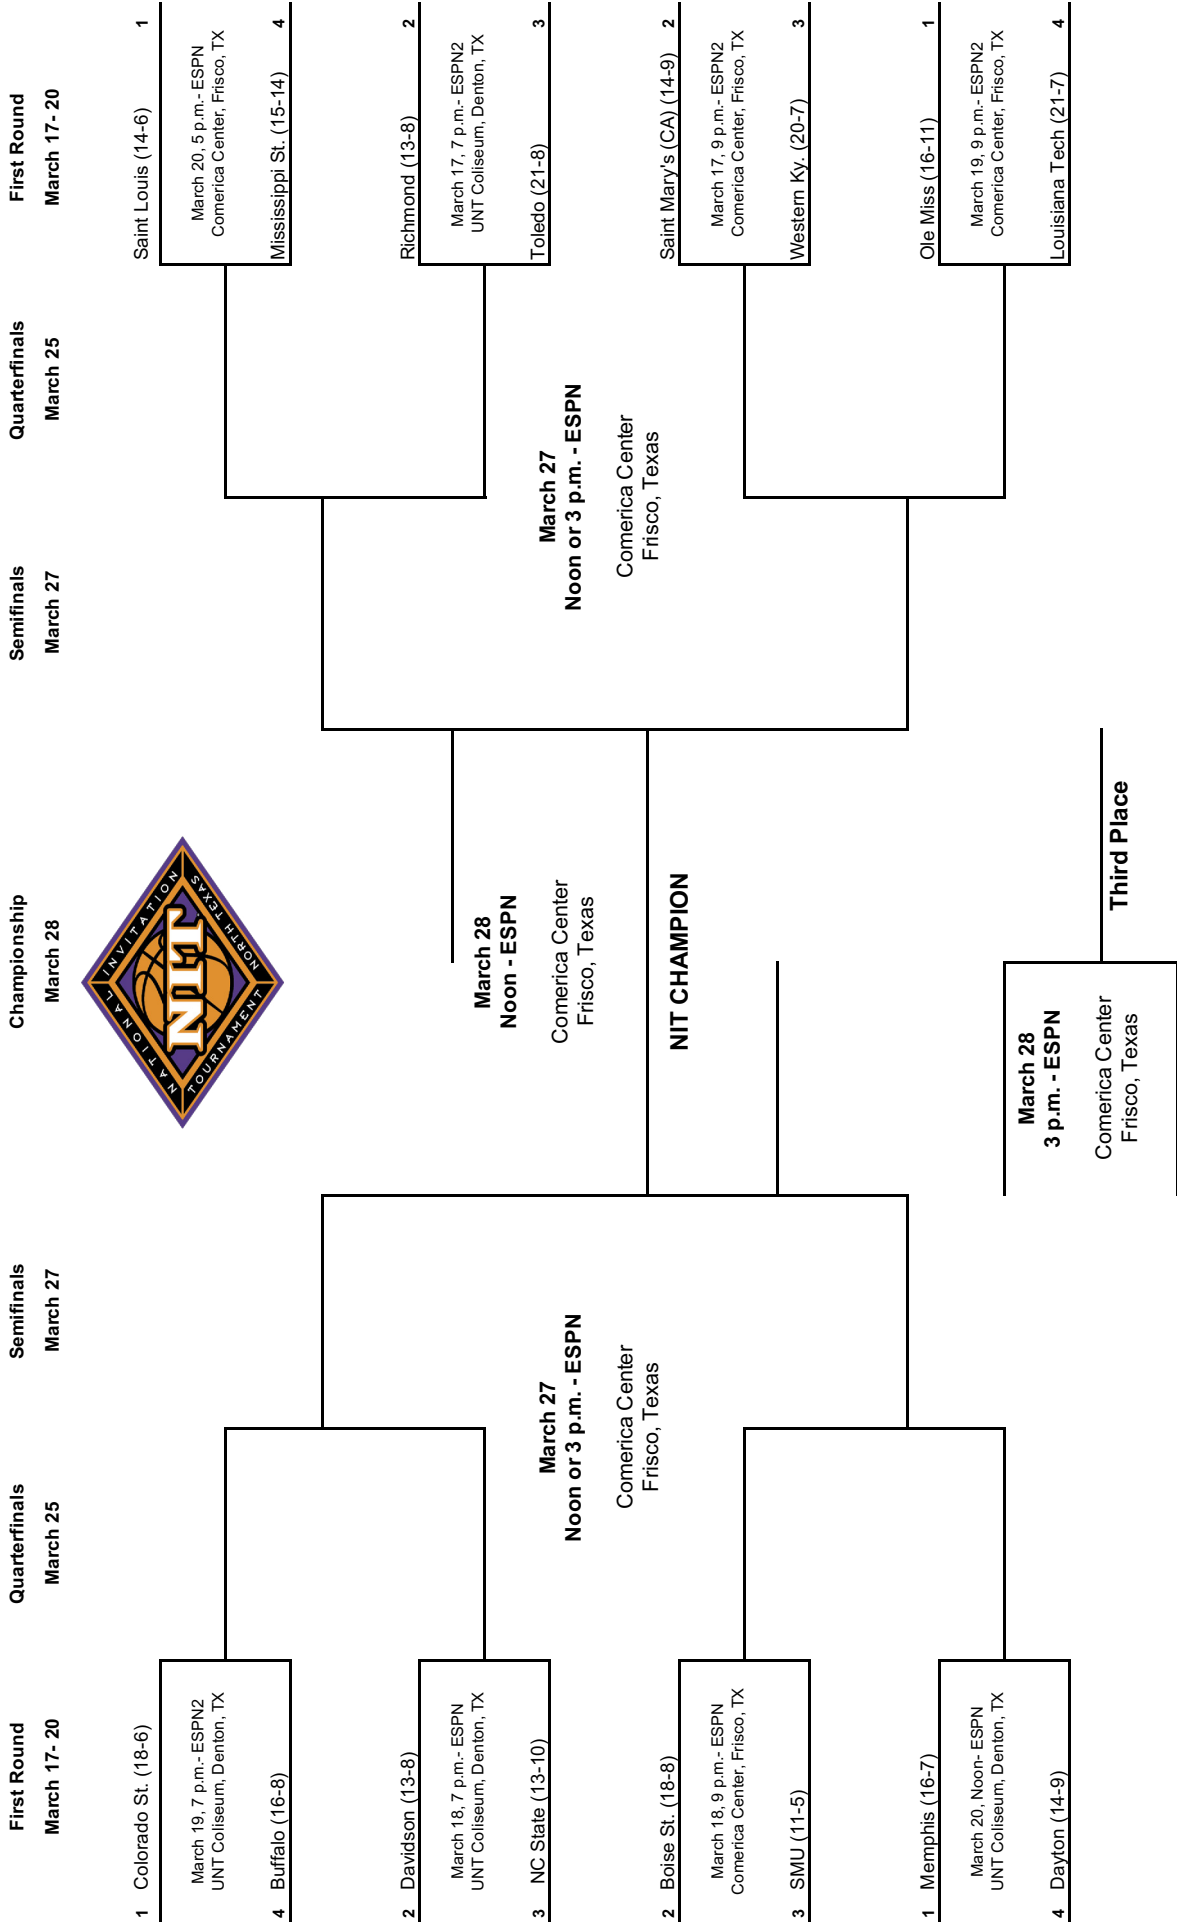 First Round
Quarterfinals
Semifinals
Championship
Semifinals
Quarterfinals
First Round
March 17- 20
March 25
March 27
March 28
March 27
March 25
March 17- 20
NATIONAL INVITATION
NIT
TOURNAMENT NORTH TEXAS
1 Colorado St. (18-6)
March 19, 7 p.m.- ESPN2
UNT Coliseum, Denton, TX
4 Buffalo (16-8)
2 Davidson (13-8)
March 18, 7 p.m.- ESPN
UNT Coliseum, Denton, TX
3 NC State (13-10)
2 Boise St. (18-8)
March 18, 9 p.m.- ESPN
Comerica Center, Frisco, TX
3 SMU (11-5)
1 Memphis (16-7)
March 20, Noon- ESPN
UNT Coliseum, Denton, TX
4 Dayton (14-9)
March 27
Noon or 3 p.m. - ESPN
Comerica Center
Frisco, Texas
March 28
Noon - ESPN
Comerica Center
Frisco, Texas
NIT CHAMPION
March 28
3 p.m. - ESPN
Comerica Center
Frisco, Texas
Third Place
March 27
Noon or 3 p.m. - ESPN
Comerica Center
Frisco, Texas
Saint Louis (14-6) 1
March 20, 5 p.m.- ESPN
Comerica Center, Frisco, TX
Mississippi St. (15-14) 4
Richmond (13-8) 2
March 17, 7 p.m.- ESPN2
UNT Coliseum, Denton, TX
Toledo (21-8) 3
Saint Mary's (CA) (14-9) 2
March 17, 9 p.m.- ESPN2
Comerica Center, Frisco, TX
Western Ky. (20-7) 3
Ole Miss (16-11) 1
March 19, 9 p.m.- ESPN2
Comerica Center, Frisco, TX
Louisiana Tech (21-7) 4